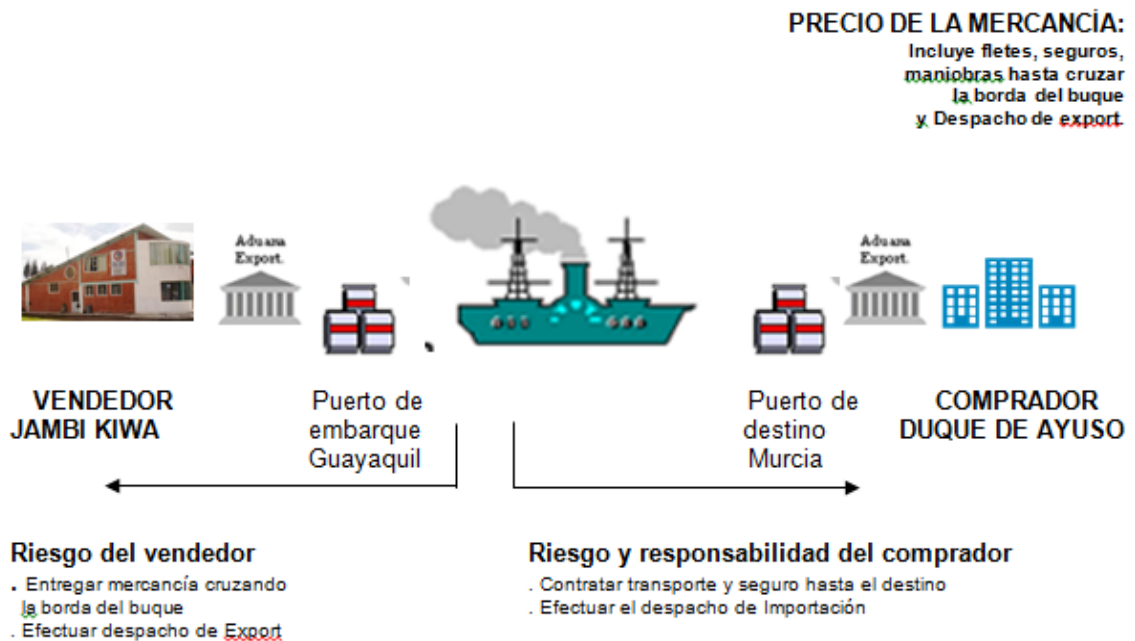 PRECIO DE LA MERCANCÍA:
Incluye fletes, seguros,
maniobras hasta cruzar
la borda del buque
y Despacho de export.
Aduana
Export.
Aduana
Export.
VENDEDOR
JAMBI KIWA
Puerto de
embarque
Guayaquil
Puerto de
destino
Murcia
COMPRADOR
DUQUE DE AYUSO
Riesgo del vendedor
. Entregar mercancía cruzando
la borda del buque
. Efectuar despacho de Export
Riesgo y responsabilidad del comprador
. Contratar transporte y seguro hasta el destino
. Efectuar el despacho de Importación